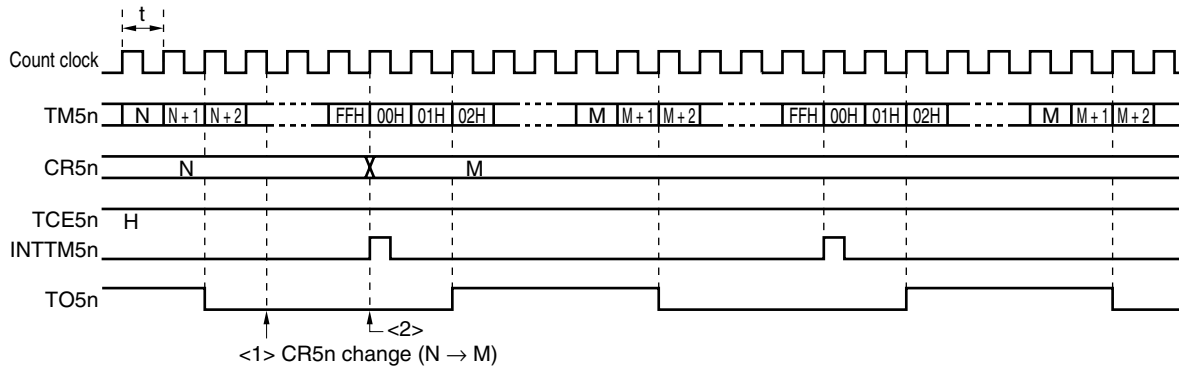 t
Count clock
TM5n N N + 1 N + 2 FFH 00H 01H 02H M M + 1 M + 2 FFH 00H 01H 02H M M + 1 M + 2
CR5n N M
TCE5n H
INTTM5n
TO5n
<2>
<1> CR5n change (N → M)